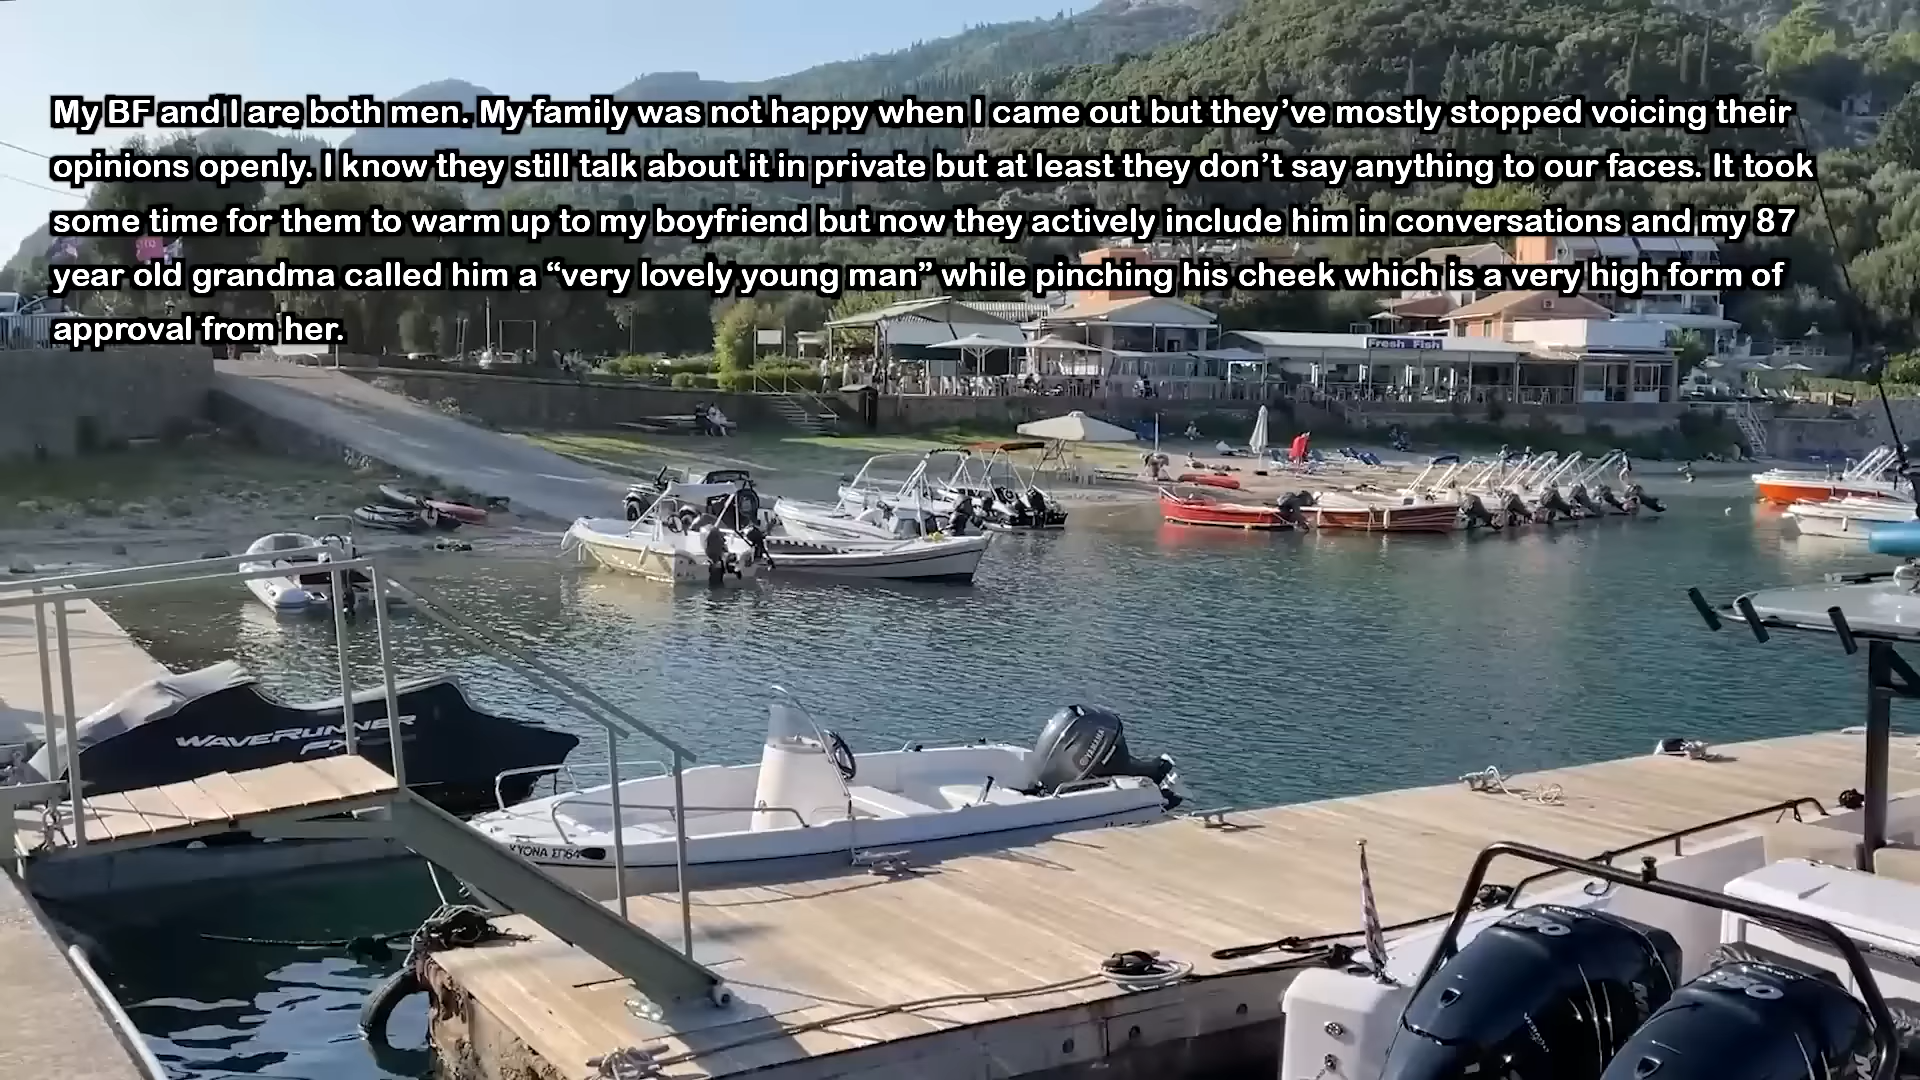 My BF and I are both men. My family was not happy when I came out but they’ve mostly stopped voicing their
opinions openly. I know they still talk about it in private but at least they don’t say anything to our faces. It took
some time for them to warm up to my boyfriend but now they actively include him in conversations and my 87
year old grandma called him a “very lovely young man” while pinching his cheek which is a very high form of
approval from her.
Fresh Fish
WAVERUNNER
FX
YAMAHA